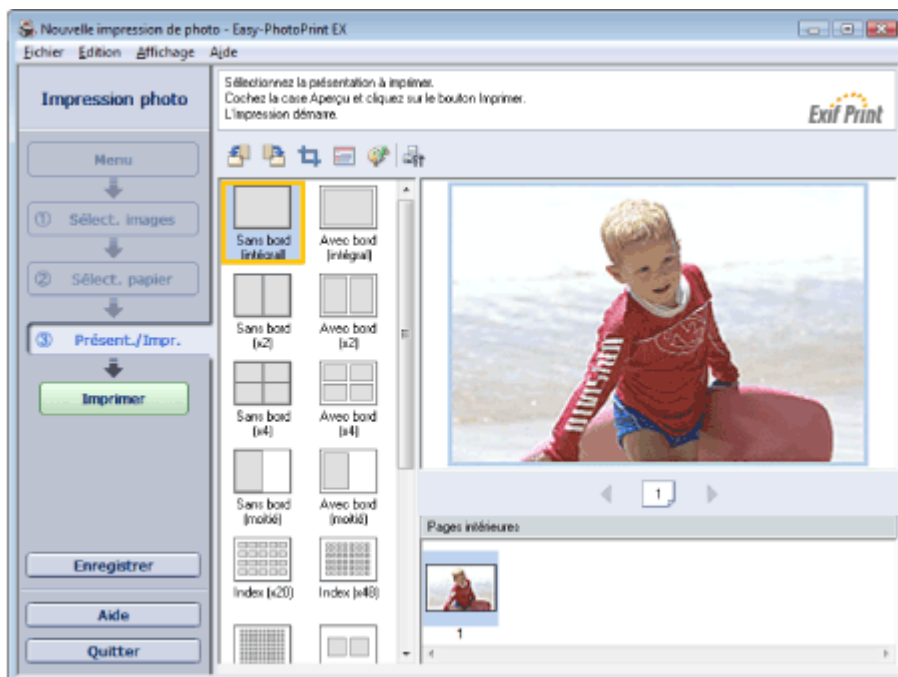 Nouvelle impression de photo - Easy-PhotoPrint EX
Fichier Edition Affichage Aide
Impression photo
Menu
① Sélect. images
② Sélect. papier
③ Présent./Impr.
Imprimer
Enregistrer
Aide
Quitter
Sélectionnez la présentation à imprimer.
Cochez la case Aperçu et cliquez sur le bouton Imprimer.
L'impression démarre.
Exif Print
Sans bord
(intégral)
Avec bord
(intégral)
Sans bord
(x2)
Avec bord
(x2)
Sans bord
(x4)
Avec bord
(x4)
Sans bord
(moitié)
Avec bord
(moitié)
Index (x20)
Index (x48)
1
Pages intérieures
1